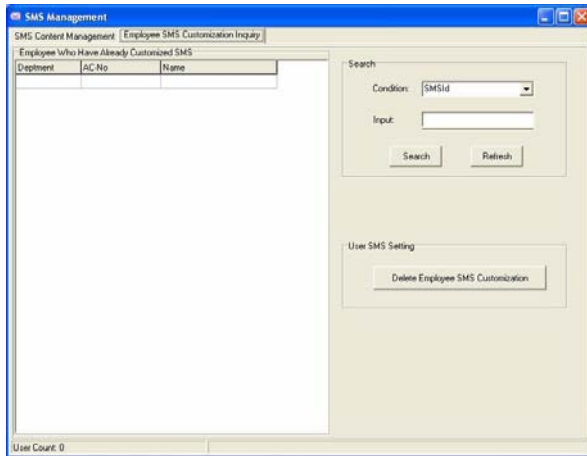 SMS Management
SMS Content Management Employee SMS Customization Inquiry
Employee Who Have Already Customized SMS
Deptment AC-No Name
Search
Condition: SMSId
Input:
Search Refresh
User SMS Setting
Delete Employee SMS Customization
User Count: 0